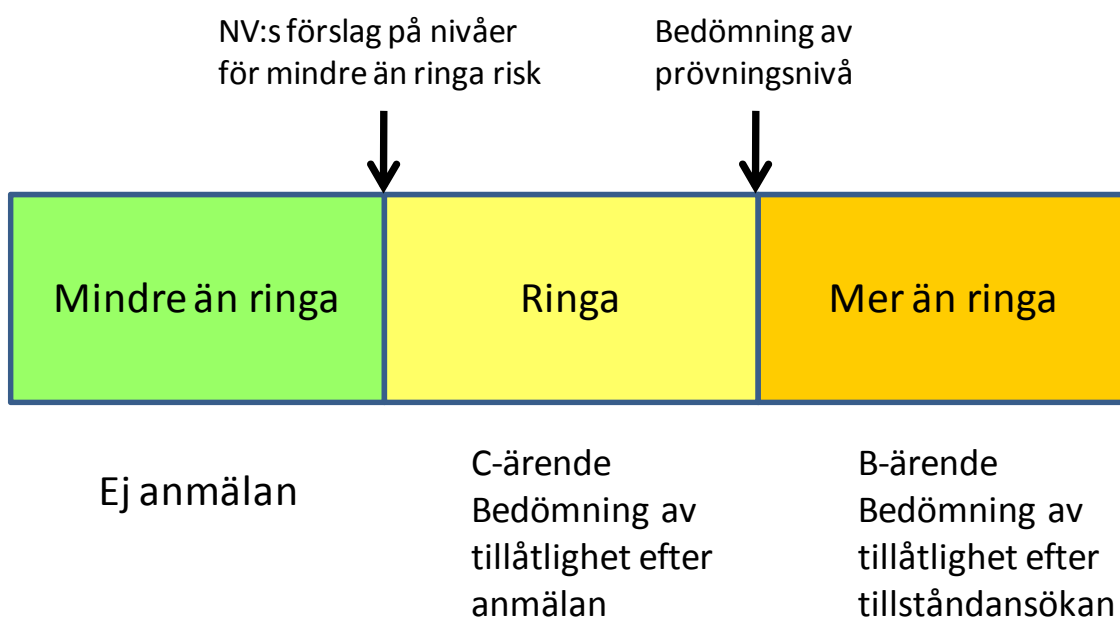 NV:s förslag på nivåer
för mindre än ringa risk
Bedömning av
prövningsnivå
Mindre än ringa
Ringa
Mer än ringa
Ej anmälan
C-ärende
Bedömning av
tillåtlighet efter
anmälan
B-ärende
Bedömning av
tillåtlighet efter
tillståndansökan